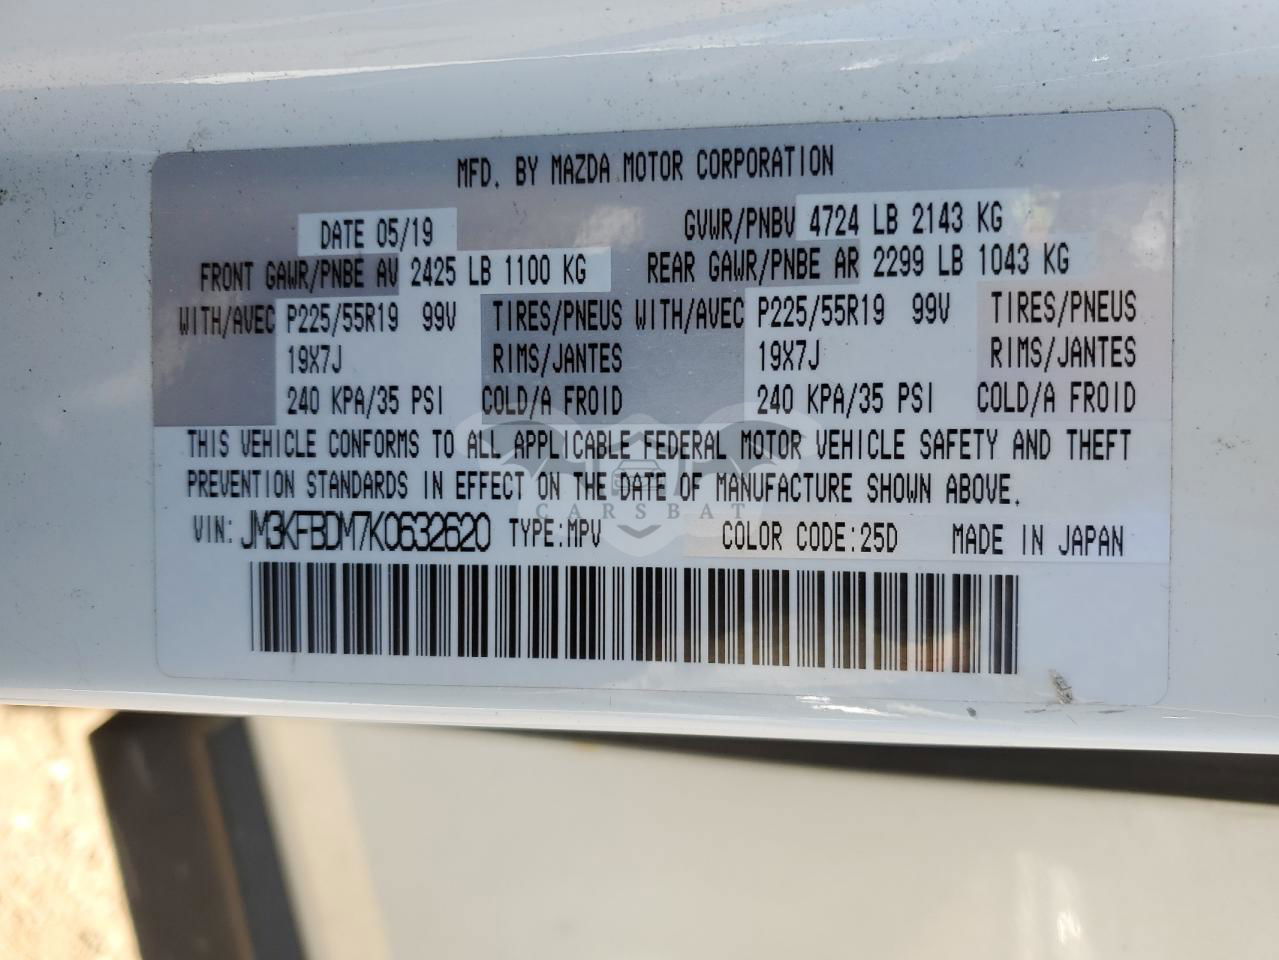 MFD. BY MAZDA MOTOR CORPORATION
DATE 05/19 GVWR/PNBV 4724 LB 2143 KG
FRONT GAWR/PNBE AV 2425 LB 1100 KG REAR GAWR/PNBE AR 2299 LB 1043 KG
WITH/AVEC P225/55R19 99V TIRES/PNEUS WITH/AVEC P225/55R19 99V TIRES/PNEUS
19X7J RIMS/JANTES 19X7J RIMS/JANTES
240 KPA/35 PSI COLD/A FROID 240 KPA/35 PSI COLD/A FROID
THIS VEHICLE CONFORMS TO ALL APPLICABLE FEDERAL MOTOR VEHICLE SAFETY AND THEFT
PREVENTION STANDARDS IN EFFECT ON THE DATE OF MANUFACTURE SHOWN ABOVE.
CARSBAT
VIN: JM3KFBDM7K0632620 TYPE:MPV COLOR CODE:25D MADE IN JAPAN